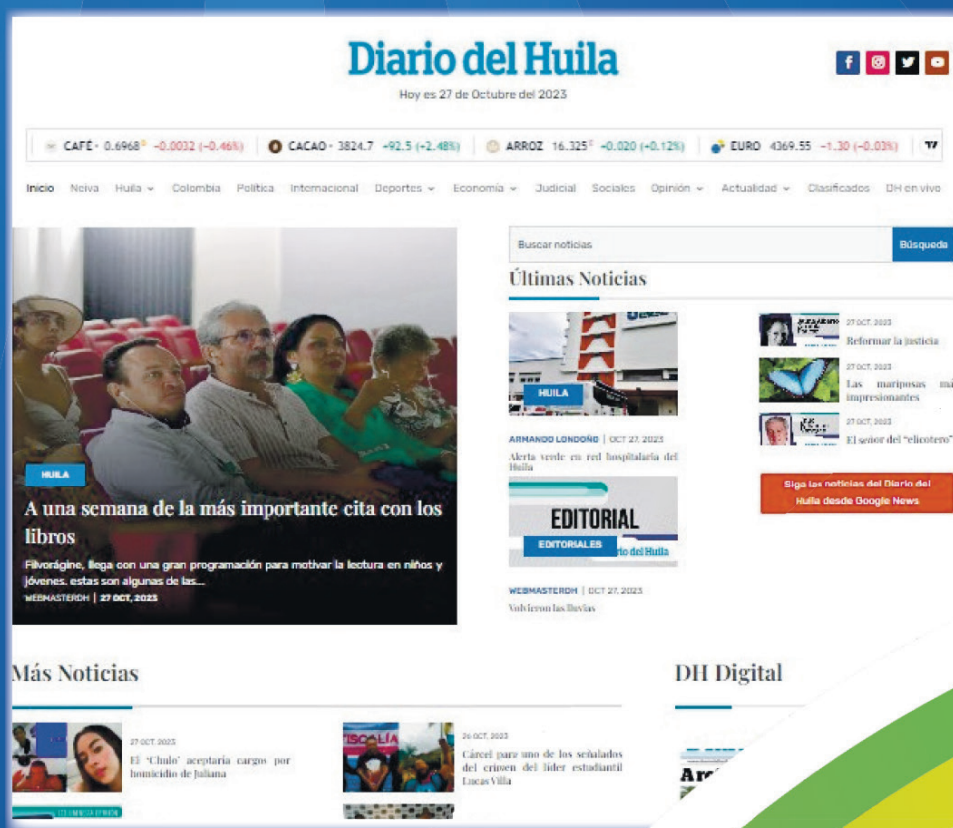 Diario del Huila
Hoy es 27 de Octubre del 2023
CAFÉ · 0.6968 -0.0032 (-0.46%) CACAO · 3824.7 +92.5 (+2.48%) ARROZ 16.325 -0.020 (+0.12%) EURO 4369.55 -1.30 (-0.03%)
Inicio Neiva Huila Colombia Política Internacional Deportes Economía Judicial Sociales Opinión Actualidad Clasificados DH en vivo
Buscar noticias Búsqueda
HUILA
A una semana de la más importante cita con los
libros
Filvorágine, llega con una gran programación para motivar la lectura en niños y
jóvenes. estas son algunas de las...
WEBMASTERDH | 27 OCT, 2023
Últimas Noticias
HUILA
ARMANDO LONDOÑO | OCT 27, 2023
Alerta verde en red hospitalaria del
Huila
EDITORIAL
EDITORIALES
rio del Huila
WEBMASTERDH | OCT 27, 2023
Volvieron las lluvias
27 OCT, 2023
Reformar la justicia
27 OCT, 2023
Las mariposas má
impresionantes
27 OCT, 2023
El señor del "elicotero"
Siga las noticias del Diario del
Huila desde Google News
Más Noticias
27 OCT, 2023
El ‘Chulo’ aceptaría cargos por
homicidio de Juliana
FISCALÍA
26 OCT, 2023
Cárcel para uno de los señalados
del crimen del líder estudiantil
Lucas Villa
DH Digital